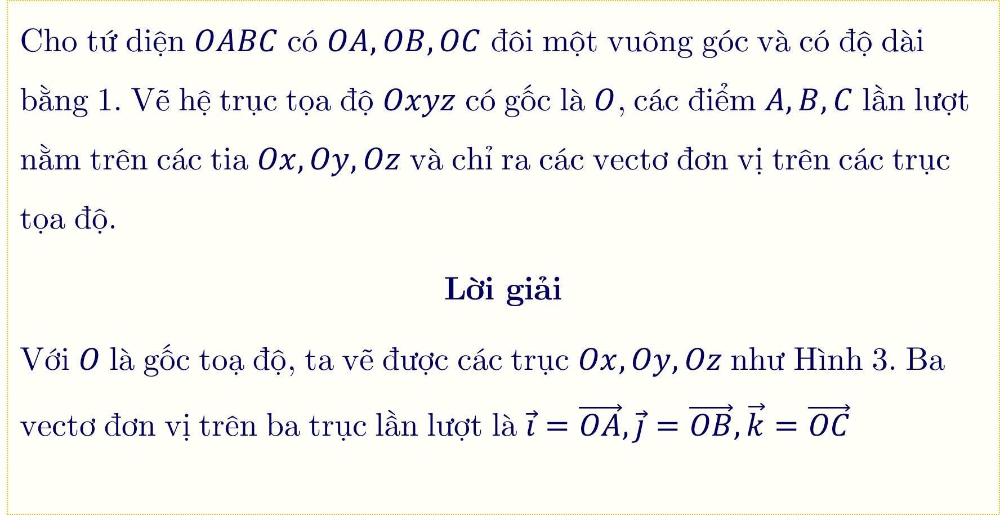 Cho tứ diện OABC có OA, OB, OC đôi một vuông góc và có độ dài
bằng 1. Vẽ hệ trục tọa độ Oxyz có gốc là O, các điểm A, B, C lần lượt
nằm trên các tia Ox, Oy, Oz và chỉ ra các vectơ đơn vị trên các trục
tọa độ.
Lời giải
Với O là gốc toạ độ, ta vẽ được các trục Ox, Oy, Oz như Hình 3. Ba
vectơ đơn vị trên ba trục lần lượt là $\vec{\imath} = \overrightarrow{OA}, \vec{\jmath} = \overrightarrow{OB}, \vec{k} = \overrightarrow{OC}$